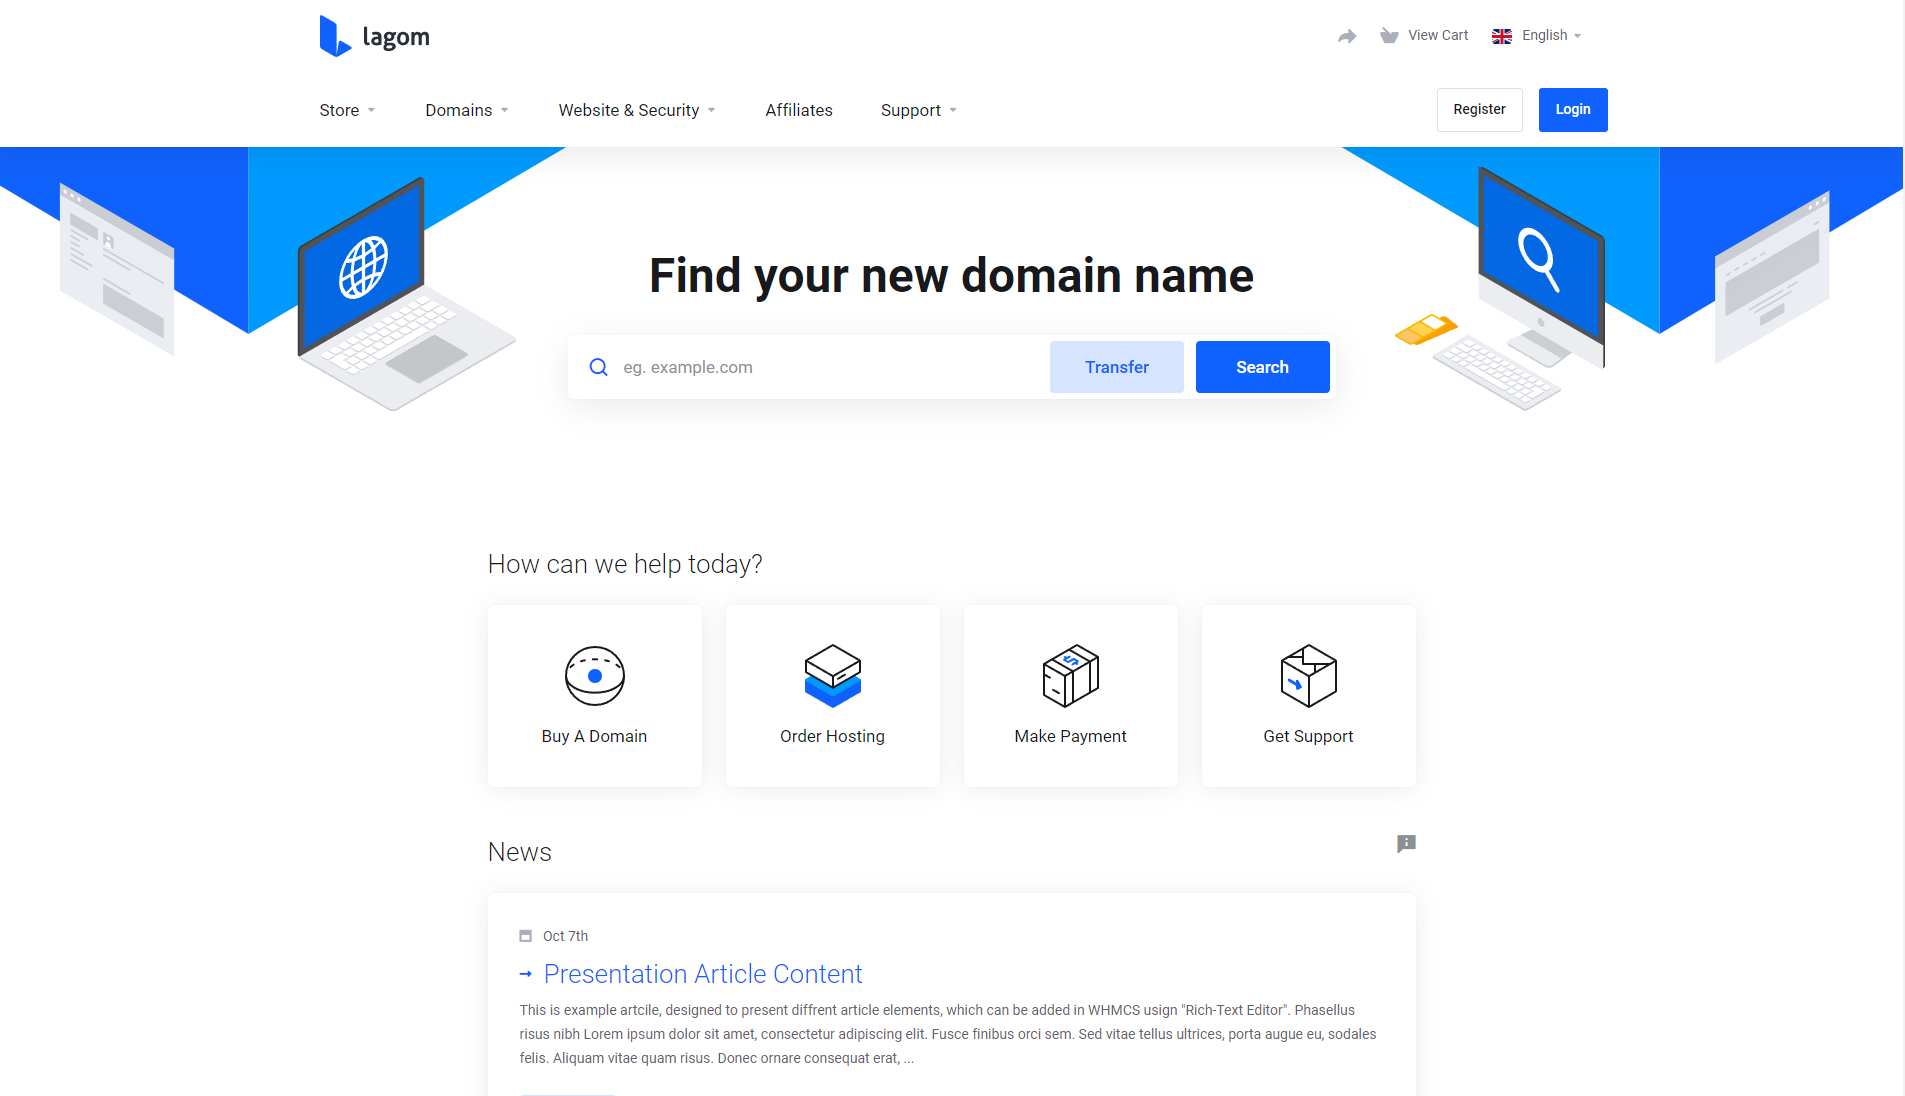 lagom
View Cart
English
Store
Domains
Website & Security
Affiliates
Support
Register
Login
Find your new domain name
eg. example.com
Transfer
Search
How can we help today?
Buy A Domain
Order Hosting
Make Payment
Get Support
News
Oct 7th
Presentation Article Content
This is example artcile, designed to present diffrent article elements, which can be added in WHMCS usign "Rich-Text Editor". Phasellus
risus nibh Lorem ipsum dolor sit amet, consectetur adipiscing elit. Fusce finibus orci sem. Sed vitae tellus ultrices, porta augue eu, sodales
felis. Aliquam vitae quam risus. Donec ornare consequat erat, ...